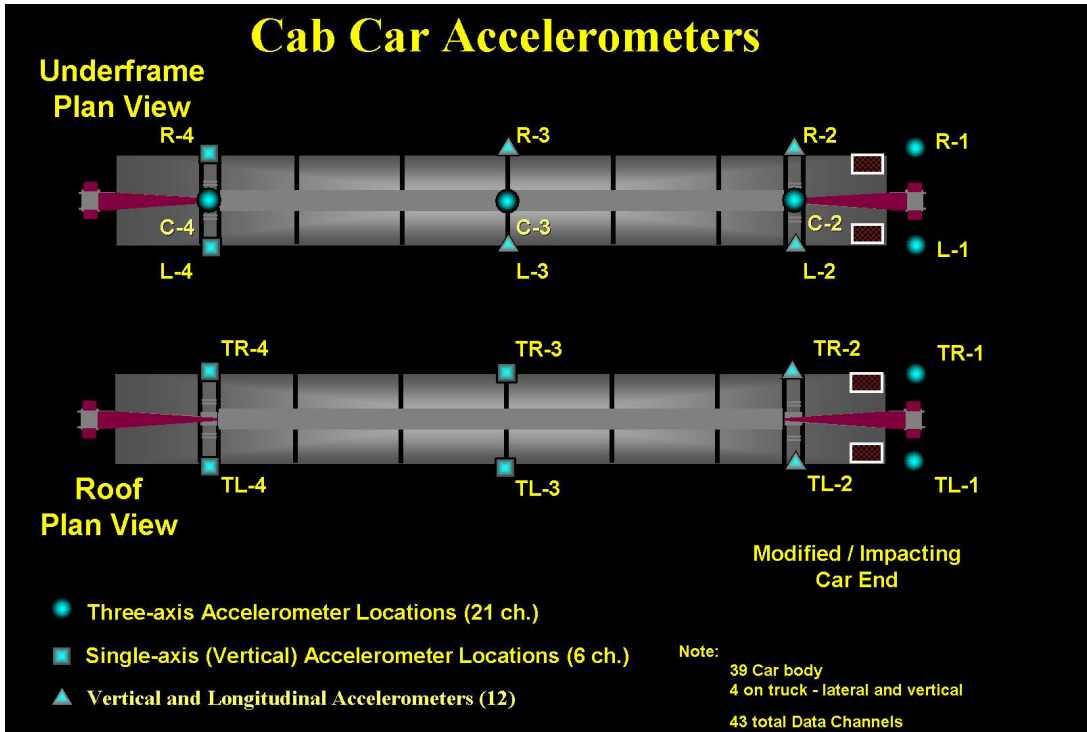 Cab Car Accelerometers
Underframe
Plan View
R-4
R-3
R-2
R-1
C-4
C-3
C-2
L-4
L-3
L-2
L-1
TR-4
TR-3
TR-2
TR-1
TL-4
TL-3
TL-2
TL-1
Roof
Plan View
Modified / Impacting
Car End
Three-axis Accelerometer Locations (21 ch.)
Single-axis (Vertical) Accelerometer Locations (6 ch.)
Vertical and Longitudinal Accelerometers (12)
Note:
39 Car body
4 on truck - lateral and vertical
43 total Data Channels